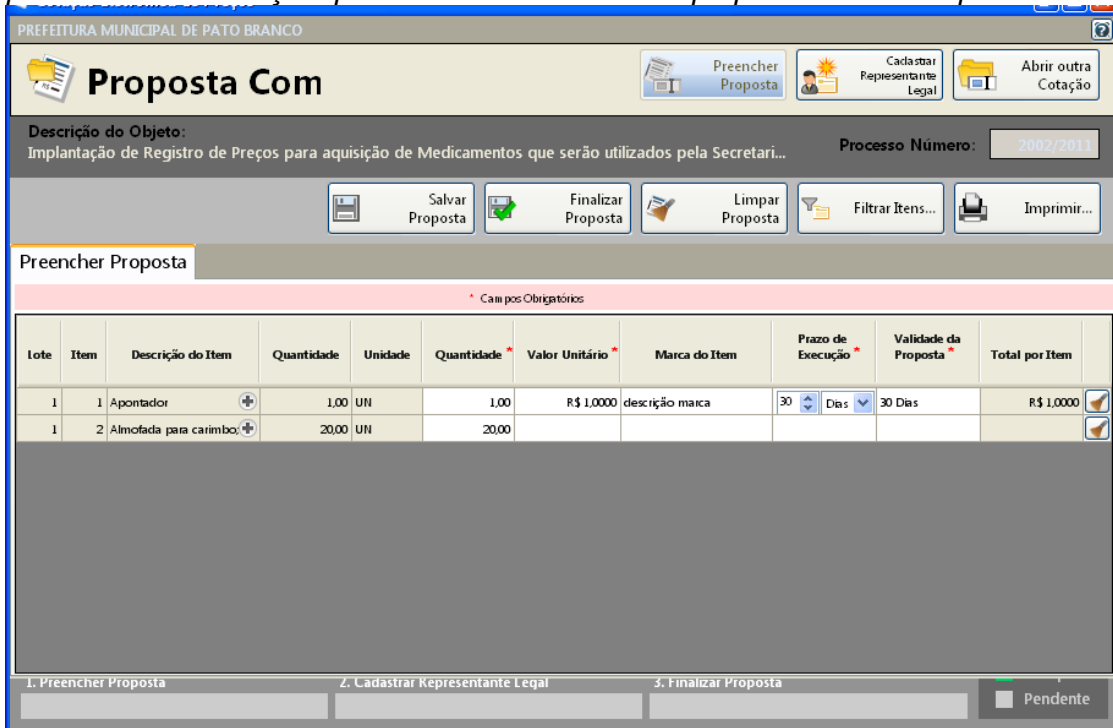 PREFEITURA MUNICIPAL DE PATO BRANCO
Proposta Com
Preencher
Proposta
Cadastrar
Representante
Legal
Abrir outra
Cotação
Descrição do Objeto:
Implantação de Registro de Preços para aquisição de Medicamentos que serão utilizados pela Secretari...
Processo Número:
2002/2011
Salvar
Proposta
Finalizar
Proposta
Limpar
Proposta
Filtrar Itens...
Imprimir...
Preencher Proposta
* Campos Obrigatórios
Lote Item Descrição do Item Quantidade Unidade Quantidade * Valor Unitário * Marca do Item Prazo de Execução * Validade da Proposta * Total por Item
1 1 Apontador 1,00 UN 1,00 R$ 1,0000 descrição marca 30 Dias 30 Dias R$ 1,0000
1 2 Almofada para carimbo; 20,00 UN 20,00
1. Preencher Proposta 2. Cadastrar Representante Legal 3. Finalizar Proposta
Pendente